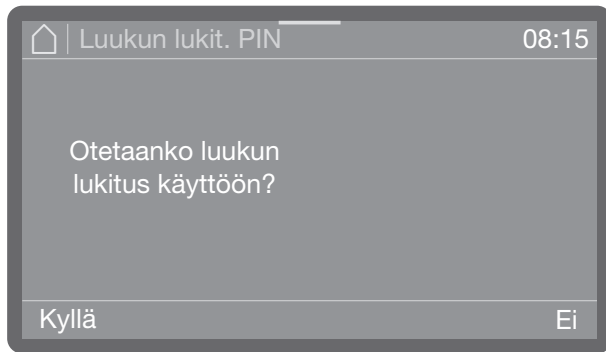 Luukun lukit. PIN 08:15
Otetaanko luukun
lukitus käyttöön?
Kyllä Ei